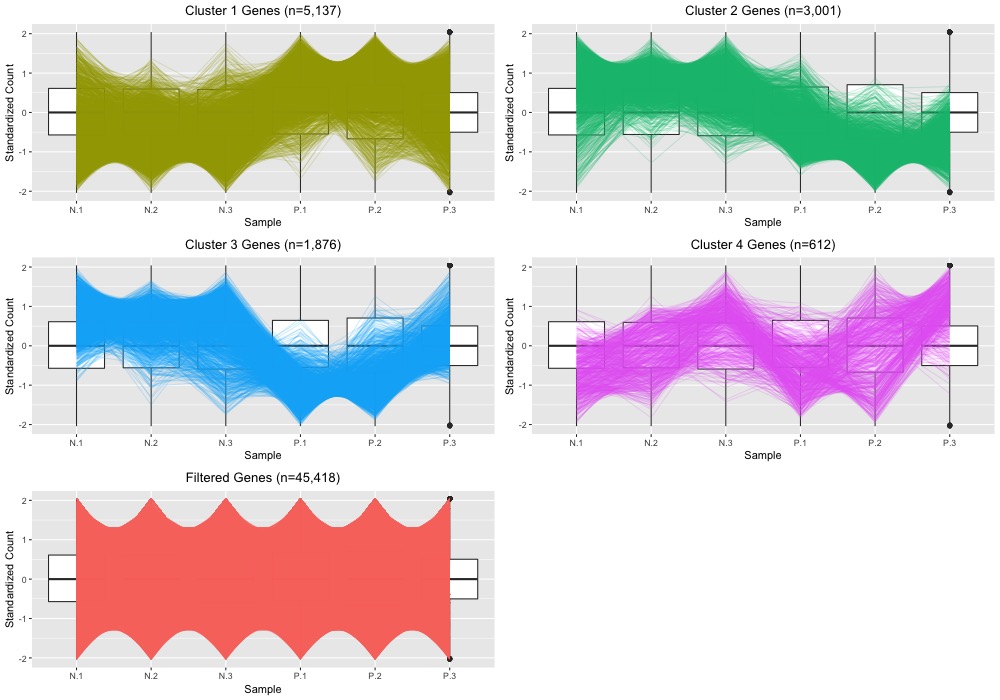 Cluster 1 Genes (n=5,137)
Standardized Count
2
1
0
-1
-2
N.1 N.2 N.3 P.1 P.2 P.3
Sample
Cluster 2 Genes (n=3,001)
Standardized Count
2
1
0
-1
-2
N.1 N.2 N.3 P.1 P.2 P.3
Sample
Cluster 3 Genes (n=1,876)
Standardized Count
2
1
0
-1
-2
N.1 N.2 N.3 P.1 P.2 P.3
Sample
Cluster 4 Genes (n=612)
Standardized Count
2
1
0
-1
-2
N.1 N.2 N.3 P.1 P.2 P.3
Sample
Filtered Genes (n=45,418)
Standardized Count
2
1
0
-1
-2
N.1 N.2 N.3 P.1 P.2 P.3
Sample